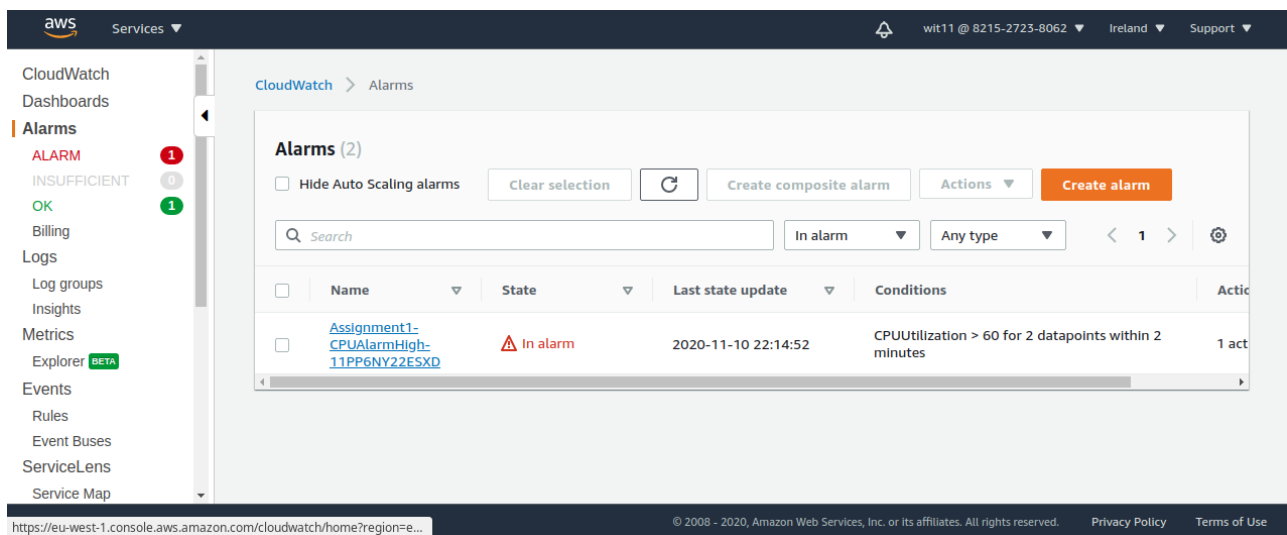 aws Services ▼ wit11 @ 8215-2723-8062 ▼ Ireland ▼ Support ▼
CloudWatch
Dashboards
Alarms
ALARM 1
INSUFFICIENT 0
OK 1
Billing
Logs
Log groups
Insights
Metrics
Explorer BETA
Events
Rules
Event Buses
ServiceLens
Service Map
CloudWatch > Alarms
Alarms (2)
Hide Auto Scaling alarms Clear selection Create composite alarm Actions ▼ Create alarm
Search In alarm ▼ Any type ▼ < 1 >
Name State Last state update Conditions Actic
Assignment1-
CPUAlarmHigh-
11PP6NY22ESXD
In alarm
2020-11-10 22:14:52
CPUUtilization > 60 for 2 datapoints within 2
minutes
1 act
https://eu-west-1.console.aws.amazon.com/cloudwatch/home?region=e...
© 2008 - 2020, Amazon Web Services, Inc. or its affiliates. All rights reserved. Privacy Policy Terms of Use